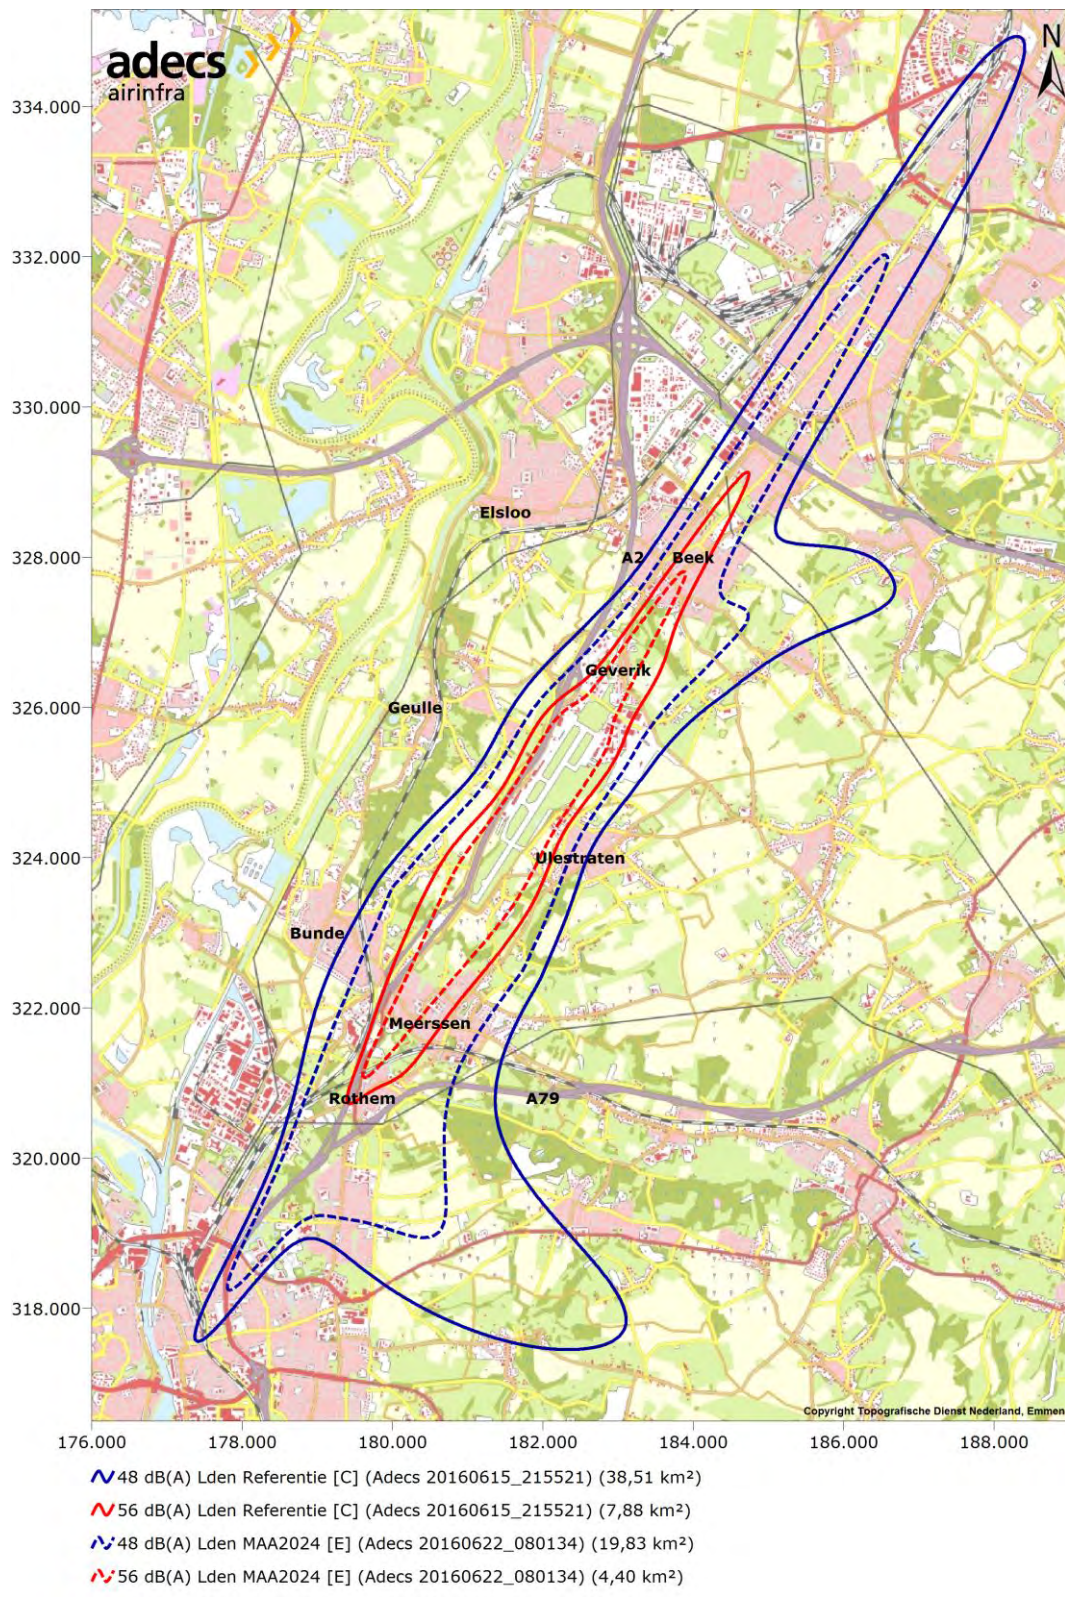 adecs
airinfra
N
334.000
332.000
330.000
328.000
326.000
324.000
322.000
320.000
318.000
Elsloo
A2 Beek
Geverik
Geulle
Ulestraten
Bunde
Meerssen
Rothem A79
Copyright Topografische Dienst Nederland, Emmen
176.000 178.000 180.000 182.000 184.000 186.000 188.000
48 dB(A) Lden Referentie [C] (Adecs 20160615_215521) (38,51 km²)
56 dB(A) Lden Referentie [C] (Adecs 20160615_215521) (7,88 km²)
48 dB(A) Lden MAA2024 [E] (Adecs 20160622_080134) (19,83 km²)
56 dB(A) Lden MAA2024 [E] (Adecs 20160622_080134) (4,40 km²)